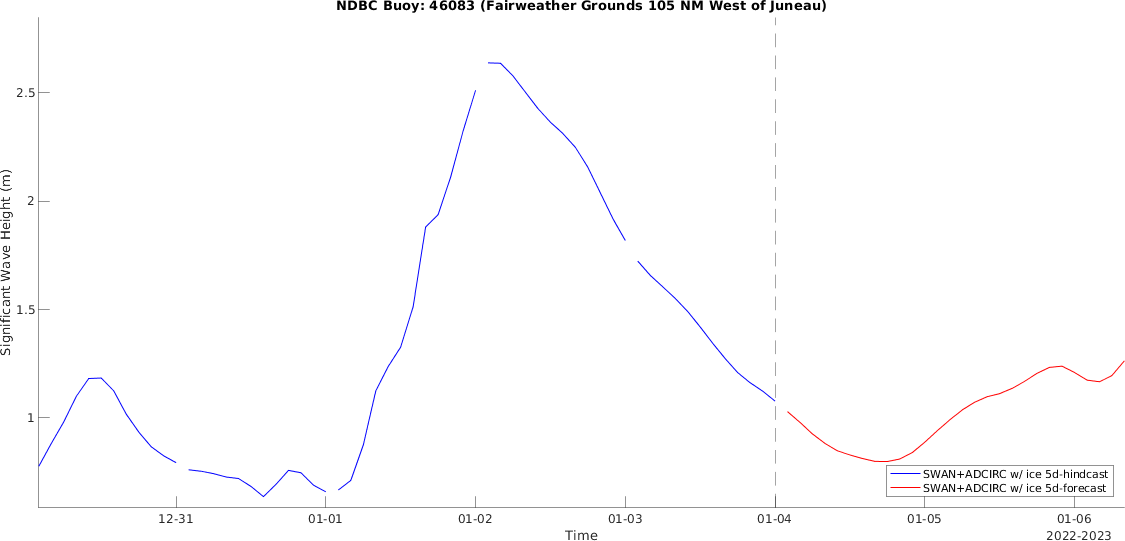 NDBC Buoy: 46083 (Fairweather Grounds 105 NM West of Juneau)
Significant Wave Height (m)
2.5
2
1.5
1
SWAN+ADCIRC w/ ice 5d-hindcast
SWAN+ADCIRC w/ ice 5d-forecast
12-31 01-01 01-02 01-03 01-04 01-05 01-06
Time
2022-2023